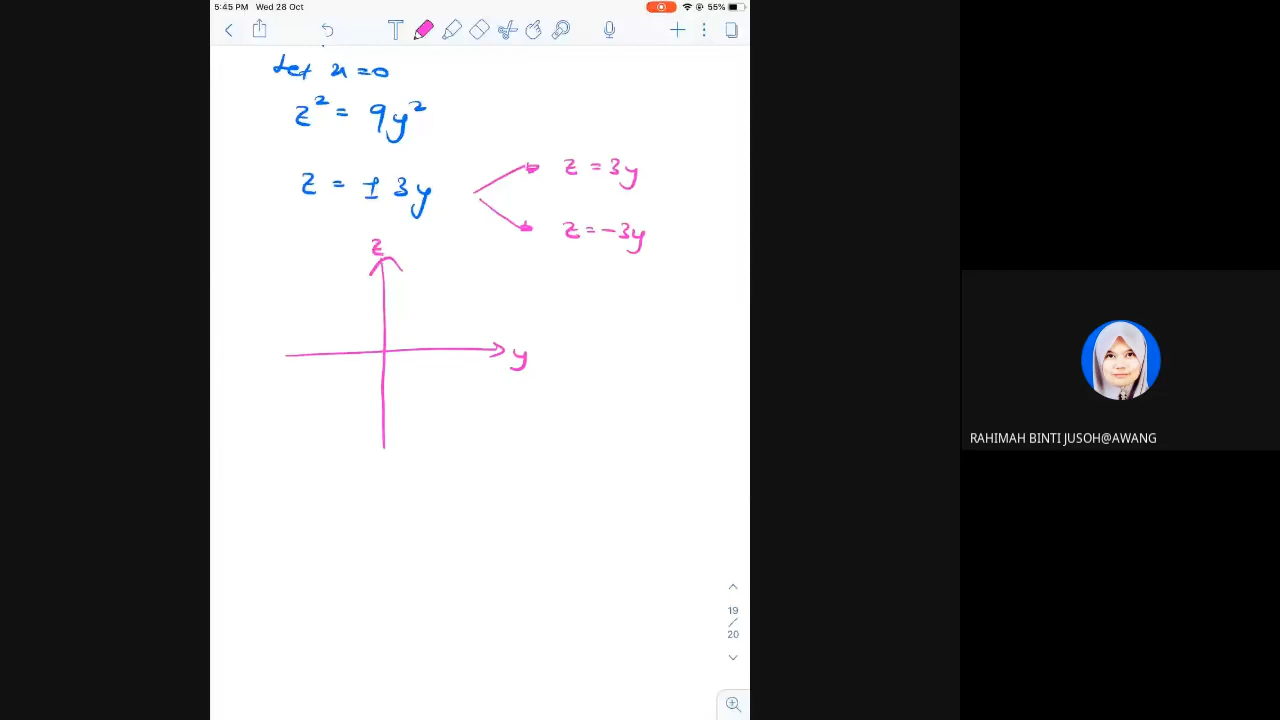 5:45 PM Wed 28 Oct
55%
Let x = 0
z² = 9y²
z = ± 3y
z = 3y
z = -3y
z
y
19
/
20
RAHIMAH BINTI JUSOH@AWANG